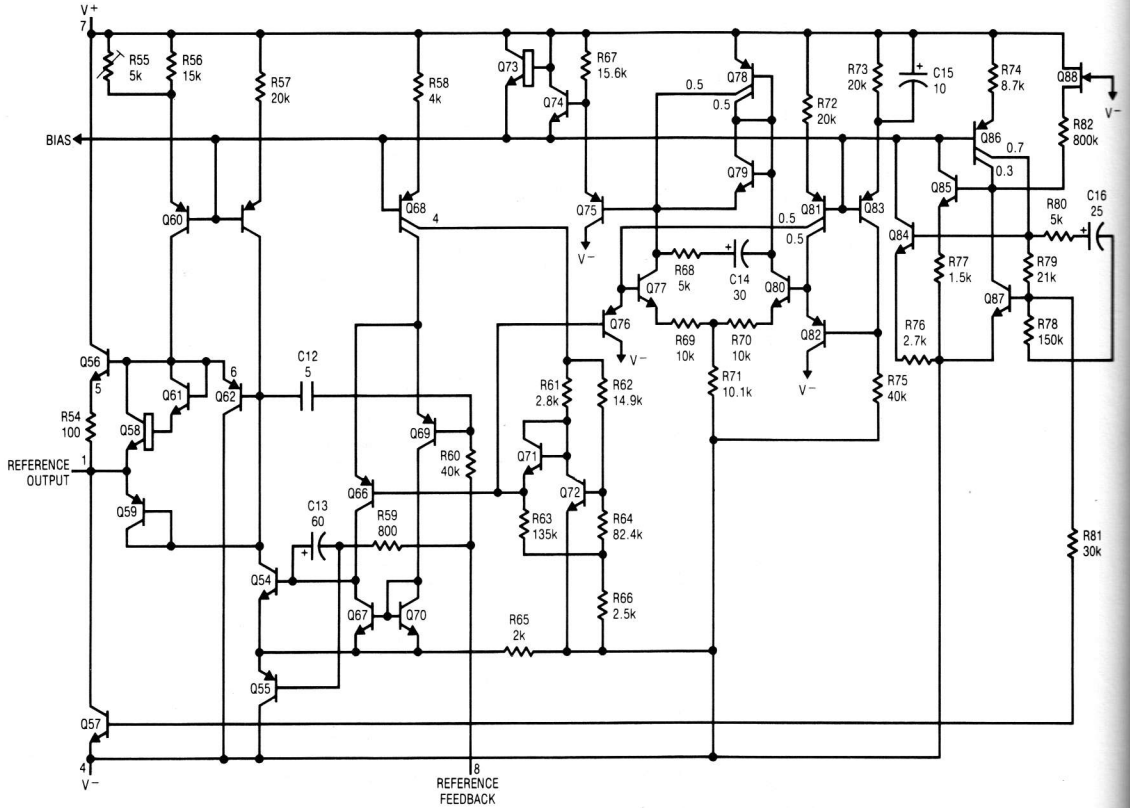 V+
7
R55
5k
R56
15k
R57
20k
R58
4k
Q73
Q74
R67
15.6k
Q78
0.5
0.5
R72
20k
R73
20k
C15
+
10
R74
8.7k
Q88
V−
R82
800k
BIAS
Q86
0.7
0.3
Q79
Q85
Q60
Q68
4
Q75
V−
Q81
0.5
0.5
Q83
Q84
R80
5k
C16
25
+
R68
5k
+
C14
30
Q77
Q80
R77
1.5k
R79
21k
Q87
Q76
V−
R69
10k
R70
10k
Q82
V−
R76
2.7k
R78
150k
Q56
5
Q61
6
Q62
C12
5
R61
2.8k
R62
14.9k
R71
10.1k
R75
40k
R54
100
Q58
Q69
R60
40k
Q71
REFERENCE
OUTPUT
1
Q66
Q72
Q59
C13
60
+
R59
800
R63
135k
R64
82.4k
R81
30k
Q54
Q67
Q70
R66
2.5k
R65
2k
Q55
Q57
4
V−
8
REFERENCE
FEEDBACK